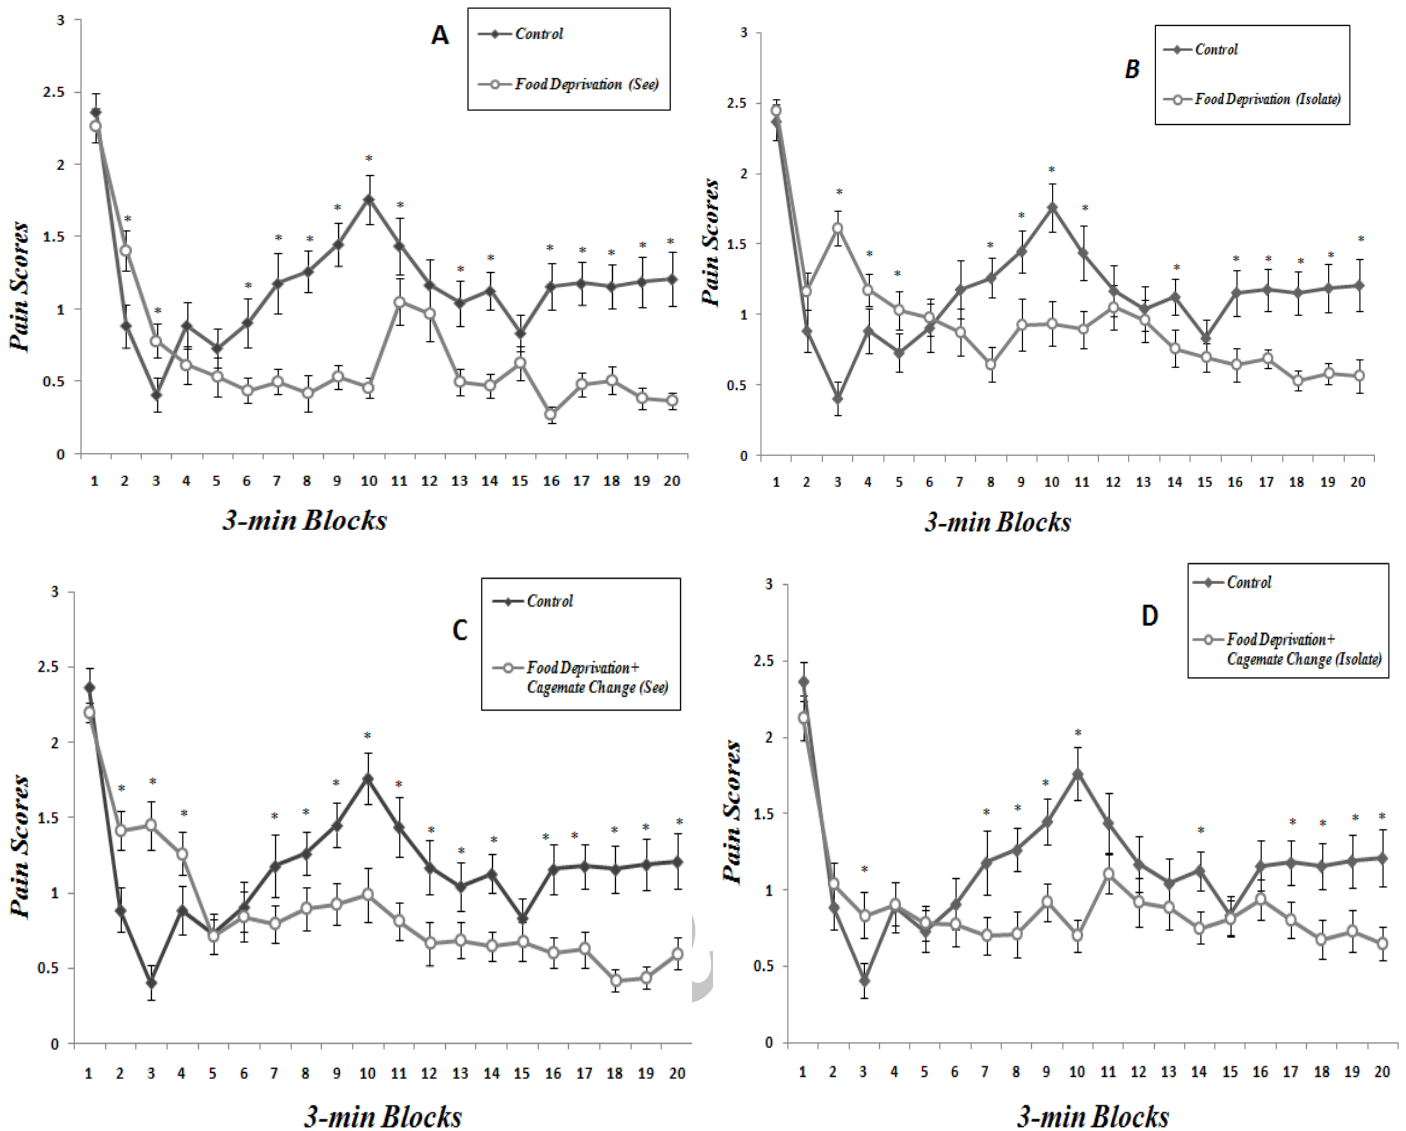 A
Control
Food Deprivation (See)
Pain Scores
3
2.5
2
1.5
1
0.5
0
* * * * * * * * * * * * * * *
1 2 3 4 5 6 7 8 9 10 11 12 13 14 15 16 17 18 19 20
3-min Blocks
B
Control
Food Deprivation (Isolate)
Pain Scores
3
2.5
2
1.5
1
0.5
0
* * * * * * * * * * * * *
1 2 3 4 5 6 7 8 9 10 11 12 13 14 15 16 17 18 19 20
3-min Blocks
C
Control
Food Deprivation+
Cagemate Change (See)
Pain Scores
3
2.5
2
1.5
1
0.5
0
* * * * * * * * * * * * * * * *
1 2 3 4 5 6 7 8 9 10 11 12 13 14 15 16 17 18 19 20
3-min Blocks
D
Control
Food Deprivation+
Cagemate Change (Isolate)
Pain Scores
3
2.5
2
1.5
1
0.5
0
* * * * * * * * * *
1 2 3 4 5 6 7 8 9 10 11 12 13 14 15 16 17 18 19 20
3-min Blocks